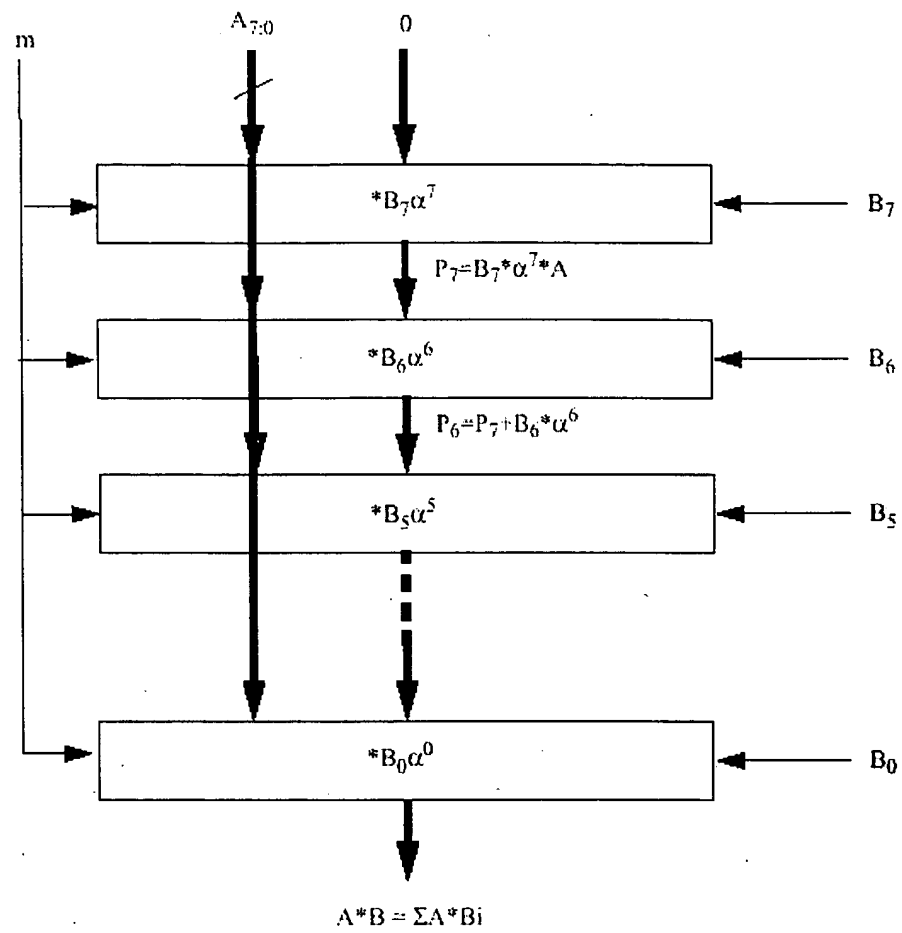 m
A₇:₀
0
*B₇α⁷
B₇
P₇=B₇*α⁷*A
*B₆α⁶
B₆
P₆=P₇+B₆*α⁶
*B₅α⁵
B₅
*B₀α⁰
B₀
A*B = ΣA*Bi